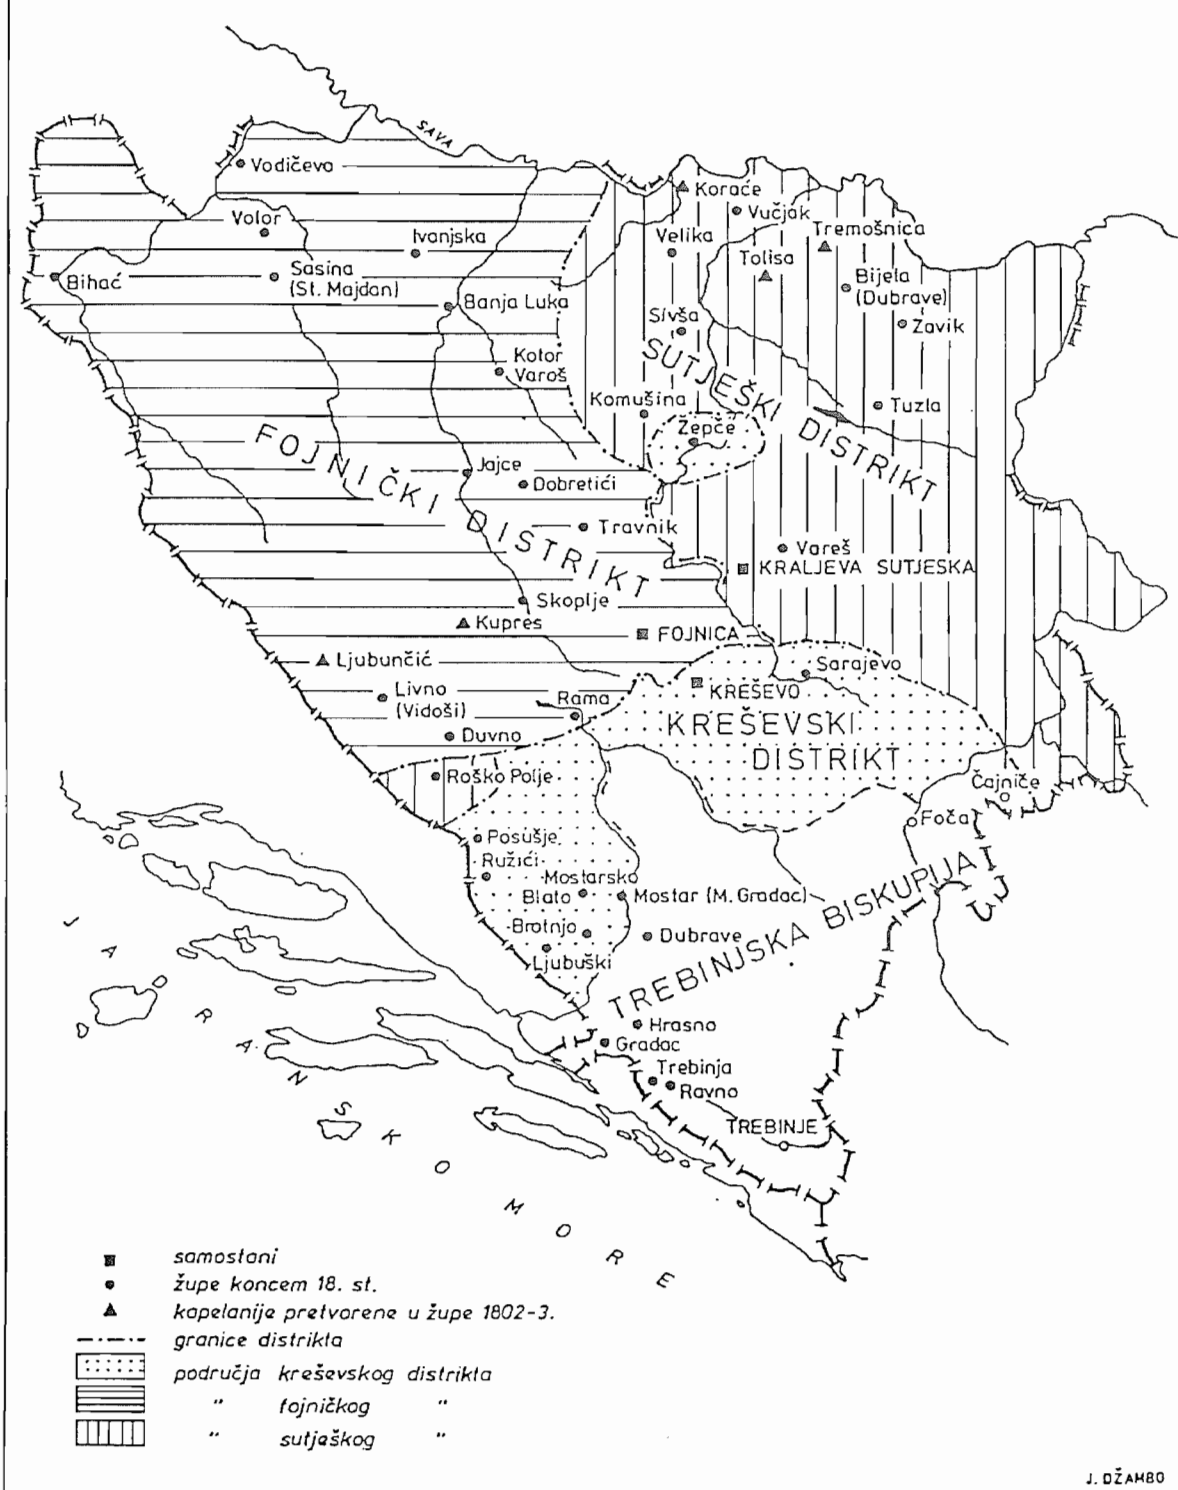 SAVA
Vodičeva
Volor
Ivanjska
Bihać
Sasina
(St. Majdan)
Banja Luka
Kotor
Varoš
Koraće
Vučjak
Velika
Tremošnica
Tolisa
Bijela
(Dubrave)
Zavik
Sivša
SUTJEŠKI DISTRIKT
Komušina
Žepče
Tuzla
FOJNIČKI DISTRIKT
Jajce
Dobretići
Travnik
Vareš
KRALJEVA SUTJESKA
Skoplje
Kupres
FOJNICA
Ljubunčić
Sarajevo
Livno
(Vidoši)
KREŠEVO
Rama
KREŠEVSKI
DISTRIKT
Duvno
Roško Polje
Čajniče
Foča
Posušje
Ružići
Mostarsko
Blato
Mostar (M. Gradac)
Brotnjo
Dubrave
Ljubuški
TREBINJSKA BISKUPIJA
Hrasno
Gradac
Trebinja
Ravno
TREBINJE
JADRANSKO MORE
samostani
župe koncem 18. st.
kapelanije pretvorene u župe 1802-3.
granice distrikta
područja kreševskog distrikta
" fojničkog "
" sutješkog "
J. DŽAMBO